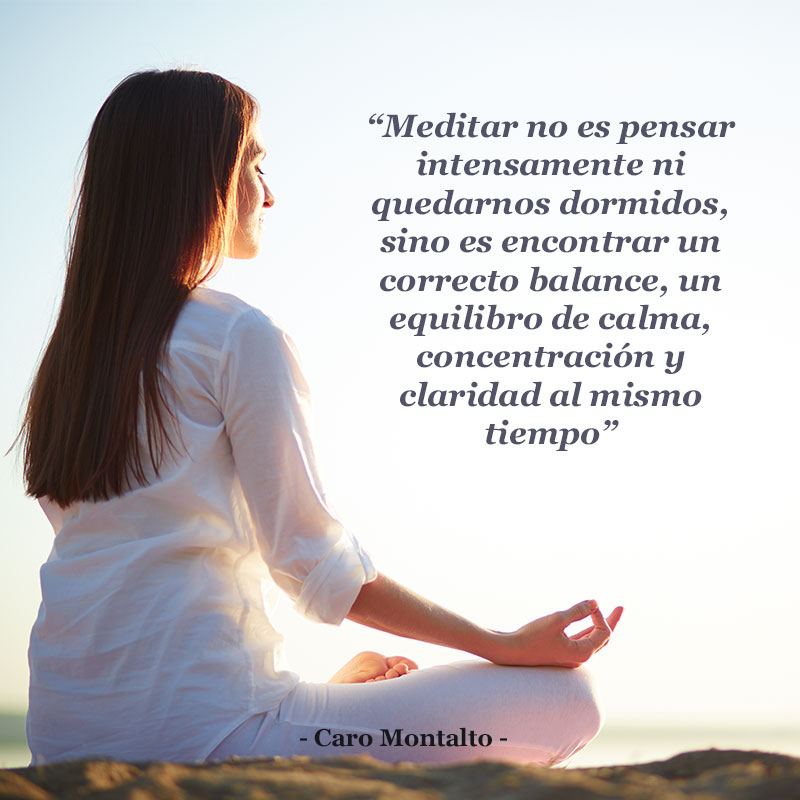 “Meditar no es pensar
intensamente ni
quedarnos dormidos,
sino es encontrar un
correcto balance, un
equilibro de calma,
concentración y
claridad al mismo
tiempo”
- Caro Montalto -